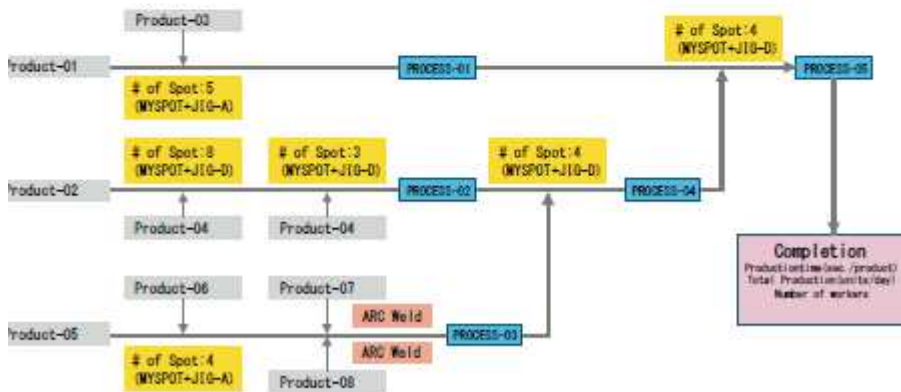 Product-03
# of Spot:4
(MYSPOT+JIG-D)
Product-01
PROCESS-01
PROCESS-05
# of Spot:5
(MYSPOT+JIG-A)
# of Spot:8
(MYSPOT+JIG-D)
# of Spot:3
(MYSPOT+JIG-D)
# of Spot:4
(MYSPOT+JIG-D)
Product-02
PROCESS-02
PROCESS-04
Product-04
Product-04
Completion
Productiontime(sec./product)
Total Production(units/day)
Number of workers
Product-06
Product-07
ARC Weld
Product-05
PROCESS-03
ARC Weld
# of Spot:4
(MYSPOT+JIG-A)
Product-08